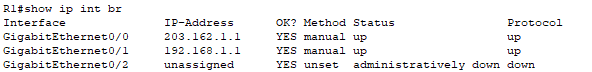 R1#show ip int br
Interface IP-Address OK? Method Status Protocol
GigabitEthernet0/0 203.162.1.1 YES manual up up
GigabitEthernet0/1 192.168.1.1 YES manual up up
GigabitEthernet0/2 unassigned YES unset administratively down down